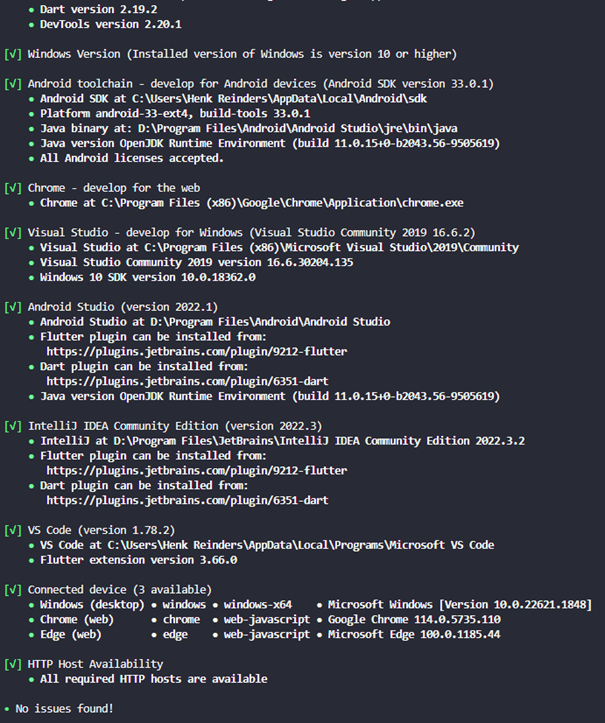 • Dart version 2.19.2
• DevTools version 2.20.1
[√] Windows Version (Installed version of Windows is version 10 or higher)
[√] Android toolchain - develop for Android devices (Android SDK version 33.0.1)
• Android SDK at C:\Users\Henk Reinders\AppData\Local\Android\sdk
• Platform android-33-ext4, build-tools 33.0.1
• Java binary at: D:\Program Files\Android\Android Studio\jre\bin\java
• Java version OpenJDK Runtime Environment (build 11.0.15+0-b2043.56-9505619)
• All Android licenses accepted.
[√] Chrome - develop for the web
• Chrome at C:\Program Files (x86)\Google\Chrome\Application\chrome.exe
[√] Visual Studio - develop for Windows (Visual Studio Community 2019 16.6.2)
• Visual Studio at C:\Program Files (x86)\Microsoft Visual Studio\2019\Community
• Visual Studio Community 2019 version 16.6.30204.135
• Windows 10 SDK version 10.0.18362.0
[√] Android Studio (version 2022.1)
• Android Studio at D:\Program Files\Android\Android Studio
• Flutter plugin can be installed from:
https://plugins.jetbrains.com/plugin/9212-flutter
• Dart plugin can be installed from:
https://plugins.jetbrains.com/plugin/6351-dart
• Java version OpenJDK Runtime Environment (build 11.0.15+0-b2043.56-9505619)
[√] IntelliJ IDEA Community Edition (version 2022.3)
• IntelliJ at D:\Program Files\JetBrains\IntelliJ IDEA Community Edition 2022.3.2
• Flutter plugin can be installed from:
https://plugins.jetbrains.com/plugin/9212-flutter
• Dart plugin can be installed from:
https://plugins.jetbrains.com/plugin/6351-dart
[√] VS Code (version 1.78.2)
• VS Code at C:\Users\Henk Reinders\AppData\Local\Programs\Microsoft VS Code
• Flutter extension version 3.66.0
[√] Connected device (3 available)
• Windows (desktop) • windows • windows-x64 • Microsoft Windows [Version 10.0.22621.1848]
• Chrome (web) • chrome • web-javascript • Google Chrome 114.0.5735.110
• Edge (web) • edge • web-javascript • Microsoft Edge 100.0.1185.44
[√] HTTP Host Availability
• All required HTTP hosts are available
• No issues found!